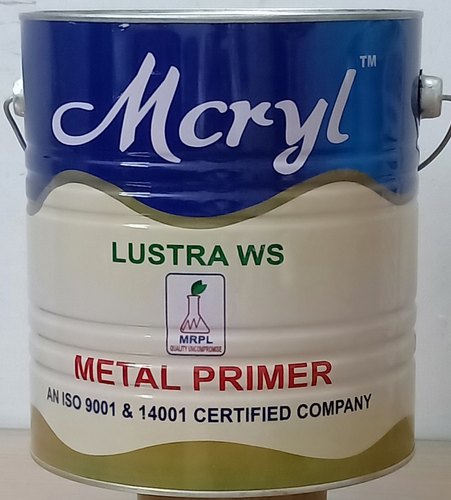 Mcryl™
LUSTRA WS
MRPL
QUALITY UNCOMPROMISE
METAL PRIMER
AN ISO 9001 & 14001 CERTIFIED COMPANY